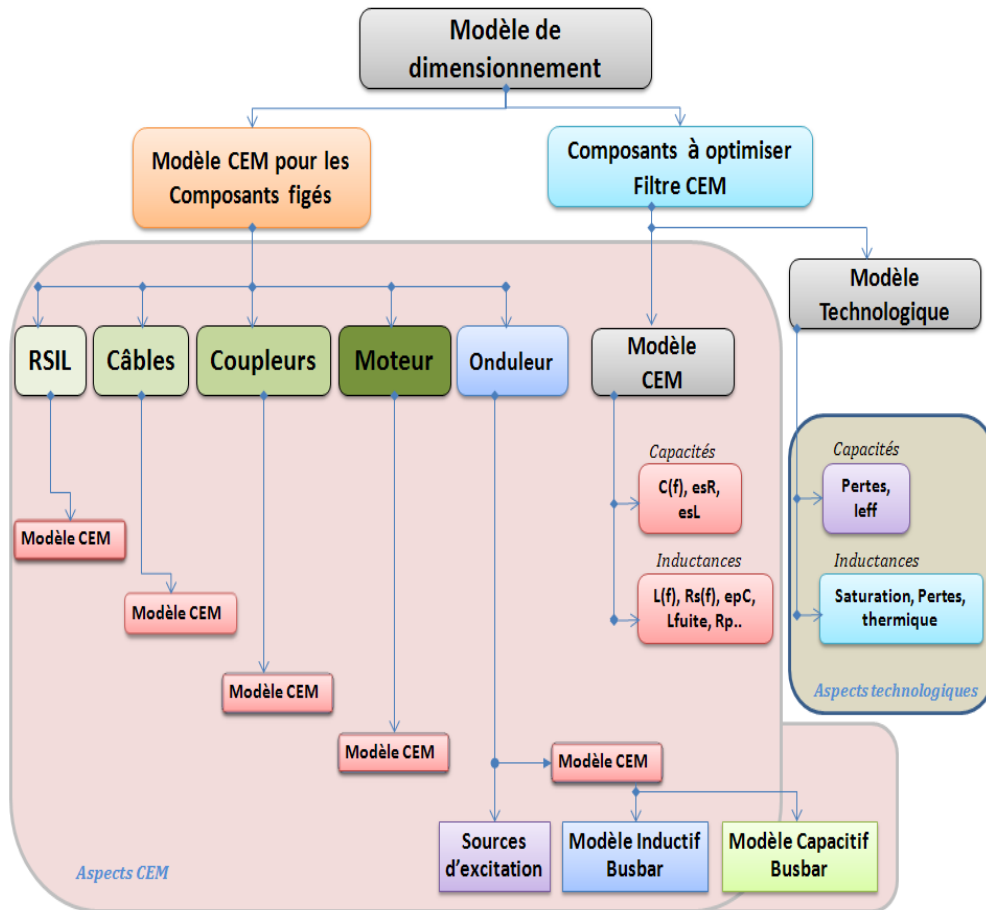 Modèle de
dimensionnement
Modèle CEM pour les
Composants figés
Composants à optimiser
Filtre CEM
Modèle
Technologique
RSIL
Câbles
Coupleurs
Moteur
Onduleur
Modèle
CEM
Capacités
C(f), esR,
esL
Inductances
L(f), Rs(f), epC,
Lfuite, Rp..
Capacités
Pertes,
Ieff
Inductances
Saturation, Pertes,
thermique
Aspects technologiques
Modèle CEM
Modèle CEM
Modèle CEM
Modèle CEM
Modèle CEM
Sources
d'excitation
Modèle Inductif
Busbar
Modèle Capacitif
Busbar
Aspects CEM